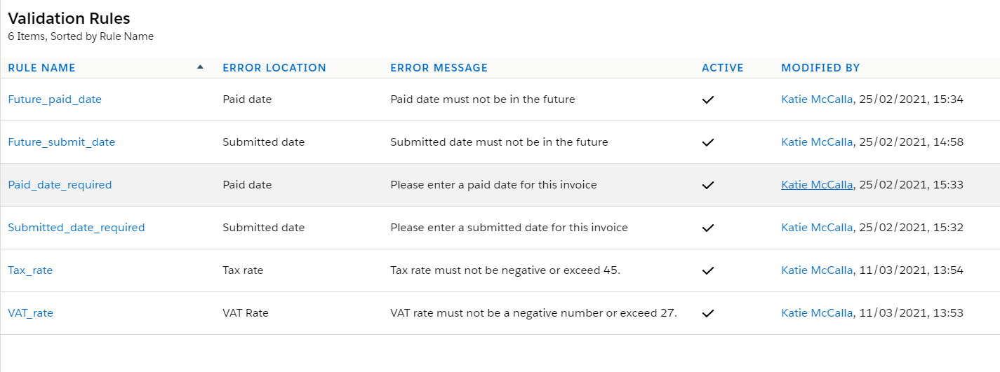 Validation Rules
6 Items, Sorted by Rule Name
RULE NAME ERROR LOCATION ERROR MESSAGE ACTIVE MODIFIED BY
Future_paid_date Paid date Paid date must not be in the future Katie McCalla, 25/02/2021, 15:34
Future_submit_date Submitted date Submitted date must not be in the future Katie McCalla, 25/02/2021, 14:58
Paid_date_required Paid date Please enter a paid date for this invoice Katie McCalla, 25/02/2021, 15:33
Submitted_date_required Submitted date Please enter a submitted date for this invoice Katie McCalla, 25/02/2021, 15:32
Tax_rate Tax rate Tax rate must not be negative or exceed 45. Katie McCalla, 11/03/2021, 13:54
VAT_rate VAT Rate VAT rate must not be a negative number or exceed 27. Katie McCalla, 11/03/2021, 13:53